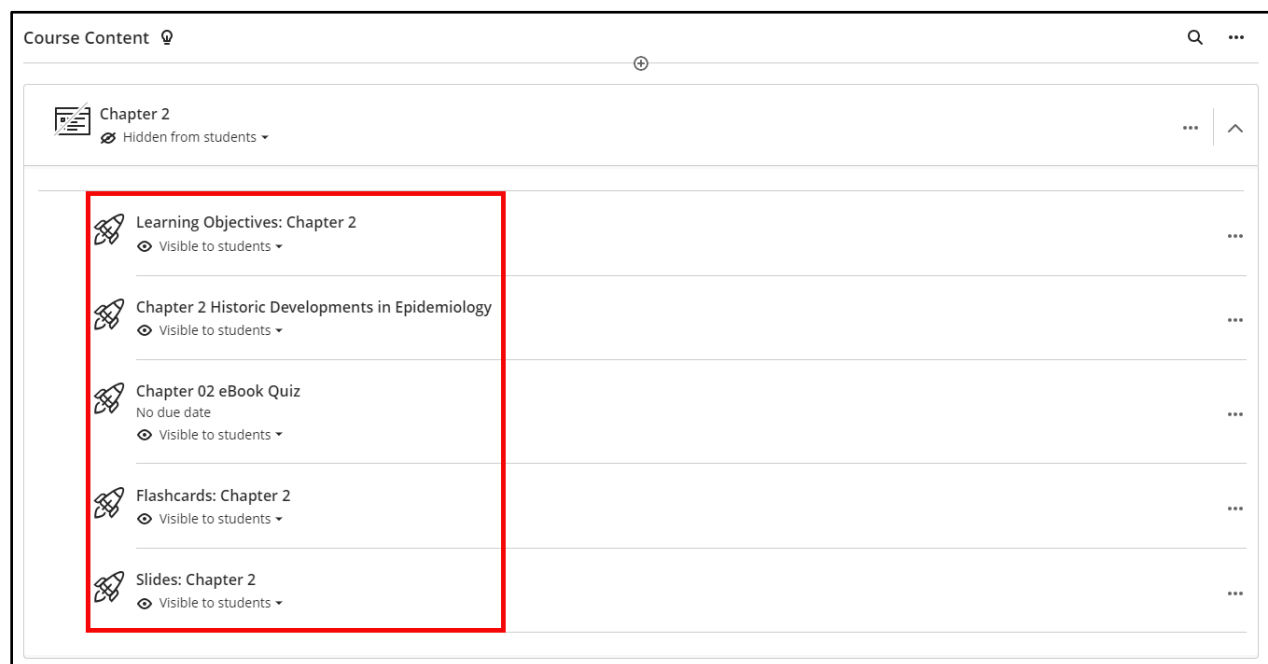 Course Content
Chapter 2
Hidden from students
Learning Objectives: Chapter 2
Visible to students
Chapter 2 Historic Developments in Epidemiology
Visible to students
Chapter 02 eBook Quiz
No due date
Visible to students
Flashcards: Chapter 2
Visible to students
Slides: Chapter 2
Visible to students